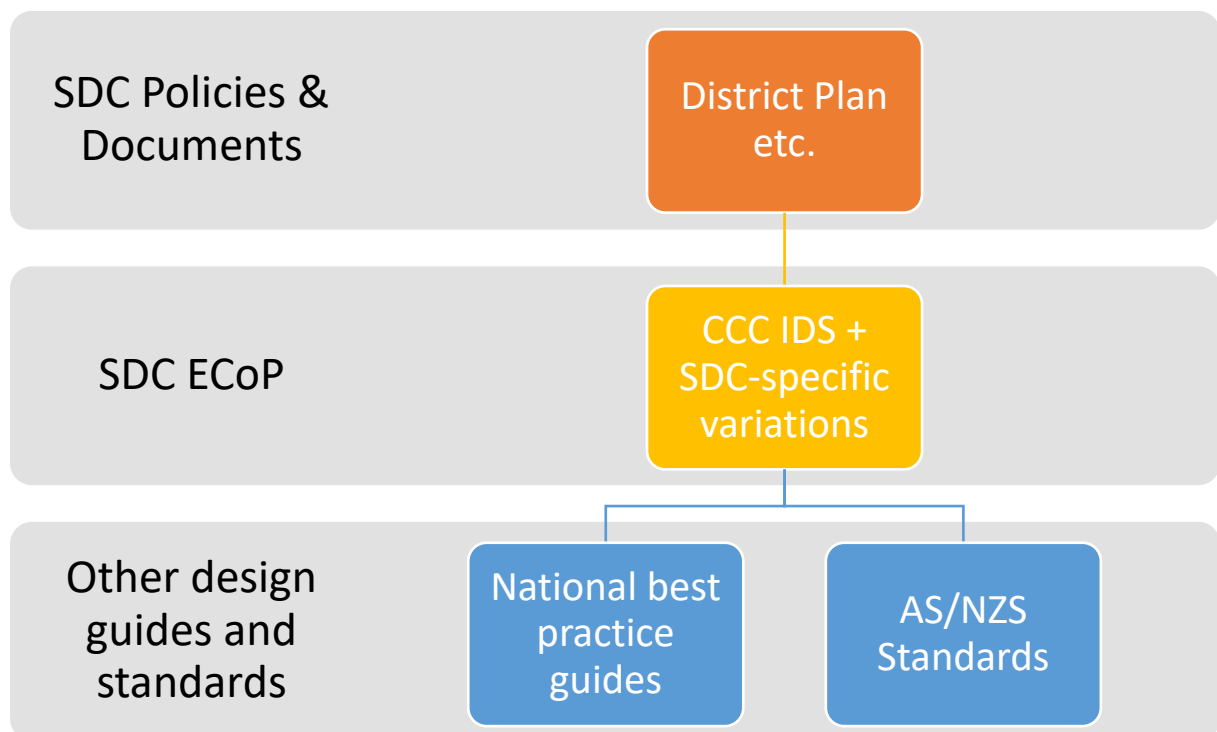 SDC Policies &
Documents
District Plan
etc.
SDC ECoP
CCC IDS +
SDC-specific
variations
Other design
guides and
standards
National best
practice
guides
AS/NZS
Standards